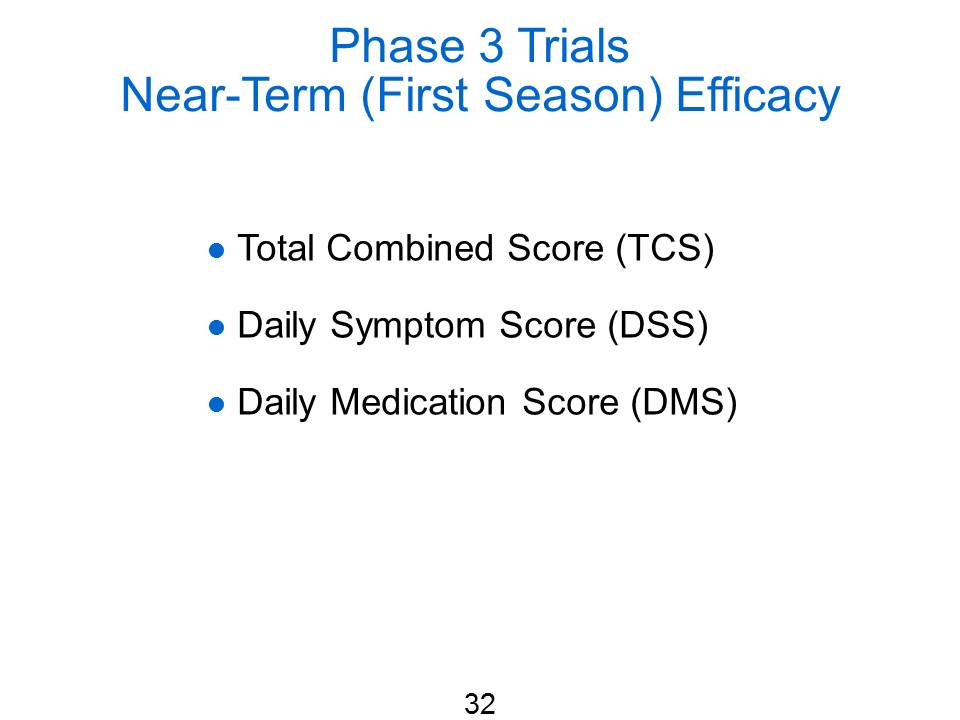 Phase 3 Trials
Near-Term (First Season) Efficacy
● Total Combined Score (TCS)
● Daily Symptom Score (DSS)
● Daily Medication Score (DMS)
32